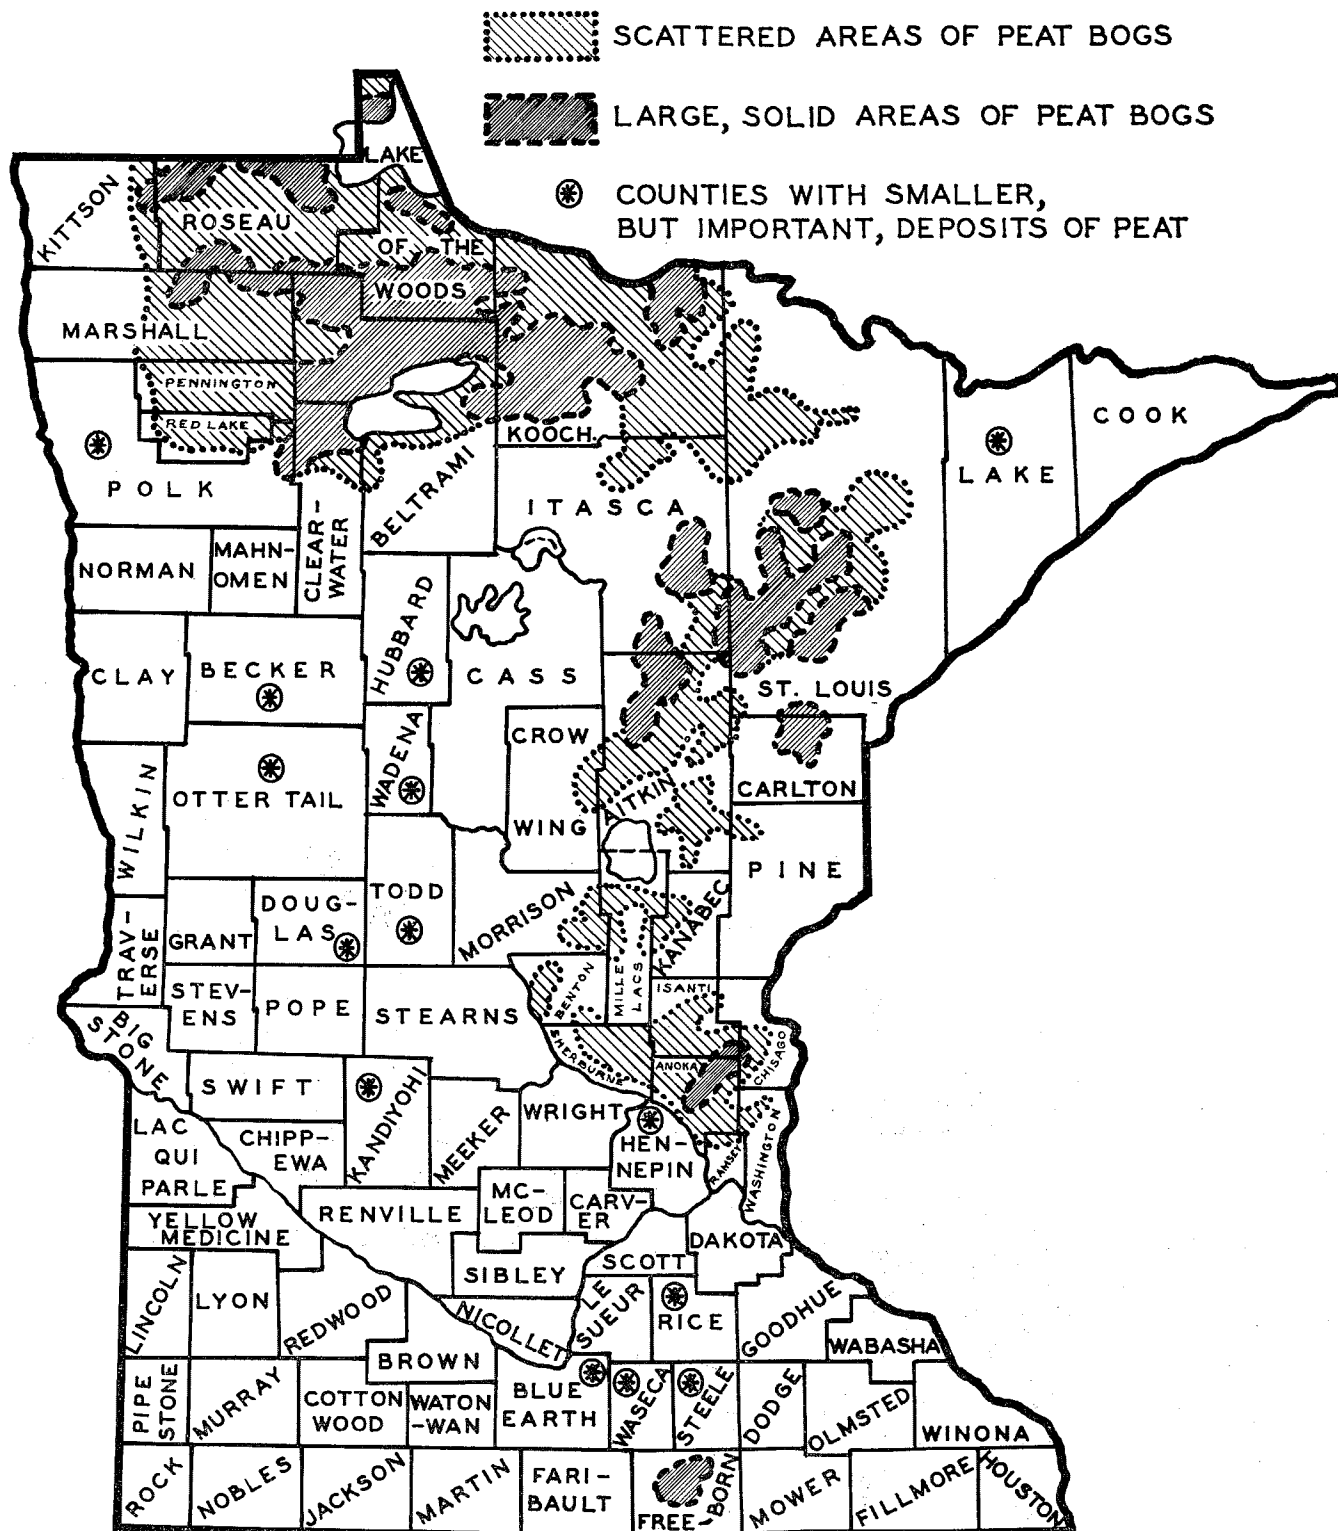 SCATTERED AREAS OF PEAT BOGS
LARGE, SOLID AREAS OF PEAT BOGS
COUNTIES WITH SMALLER,
BUT IMPORTANT, DEPOSITS OF PEAT
LAKE
OF THE
WOODS
KITTSON
ROSEAU
MARSHALL
PENNINGTON
RED LAKE
KOOCH.
COOK
LAKE
POLK
BELTRAMI
ITASCA
CLEAR-
WATER
NORMAN
MAHN-
OMEN
HUBBARD
CASS
CLAY
BECKER
ST. LOUIS
CROW
WING
WADENA
AITKIN
CARLTON
WILKIN
OTTER TAIL
PINE
TODD
MORRISON
KANABEC
DOUG-
LAS
GRANT
TRAV-
ERSE
MILLE
LACS
BENTON
ISANTI
STEV-
ENS
POPE
STEARNS
BIG
STONE
SHERBURNE
ANOKA
CHISAGO
SWIFT
KANDIYOHI
MEEKER
WRIGHT
HEN-
NEPIN
RAMSEY
WASHINGTON
LAC
QUI
PARLE
CHIPP-
EWA
MC-
LEOD
CARV-
ER
RENVILLE
YELLOW
MEDICINE
DAKOTA
SCOTT
SIBLEY
LINCOLN
LYON
REDWOOD
NICOLLET
LE
SUEUR
RICE
GOODHUE
WABASHA
BROWN
PIPE
STONE
MURRAY
COTTON
WOOD
WATON
-WAN
BLUE
EARTH
WASECA
STEELE
DODGE
OLMSTED
WINONA
ROCK
NOBLES
JACKSON
MARTIN
FARI-
BAULT
FREE-
BORN
MOWER
FILLMORE
HOUSTON